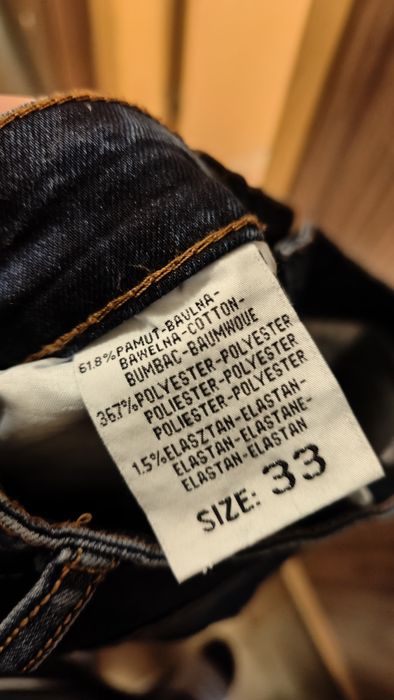 61.8%PAMUT-BAVLNA-
BAWELNA-COTTON-
BUMBAC-BAUMWOLLE
36.7%POLYESTER-POLYESTER
POLIESTER-POLYESTER
POLIESTER-POLYESTER
1.5%ELASZTAN-ELASTAN-
ELASTAN-ELASTANE-
ELASTAN-ELASTAN
SIZE: 33